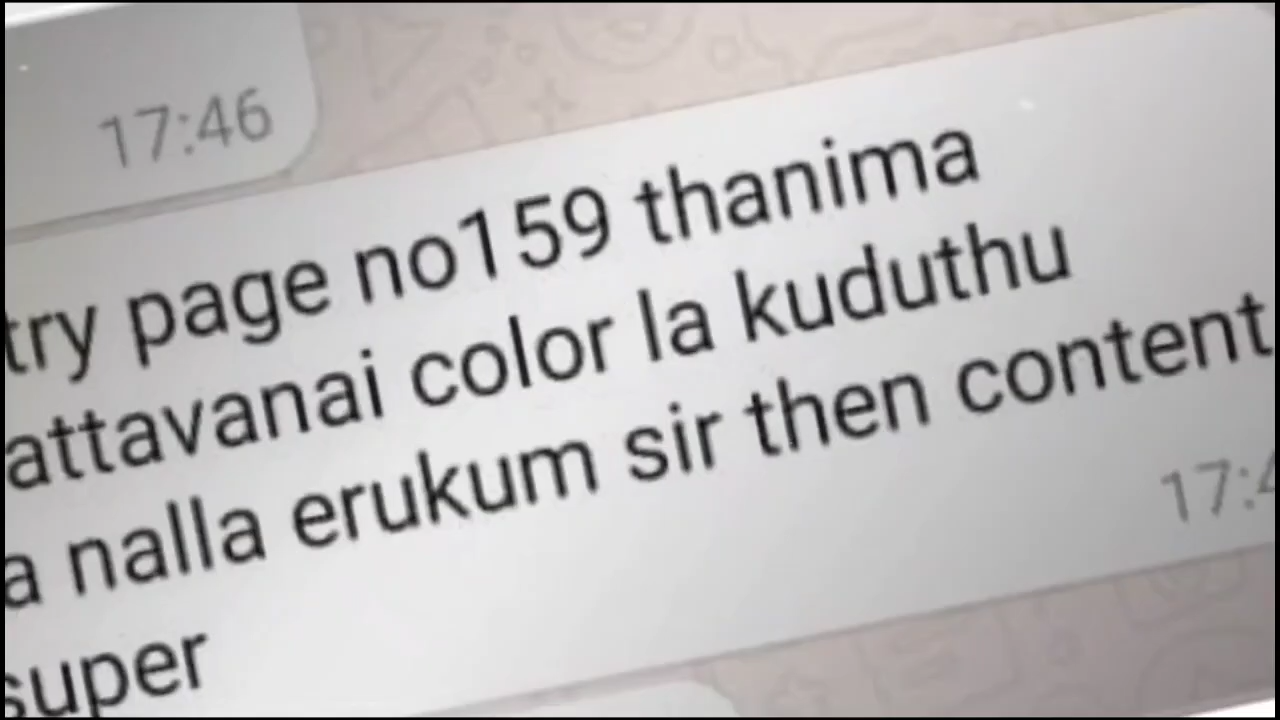 17:46
try page no159 thanima
attavanai color la kuduthu
a nalla erukum sir then content
super